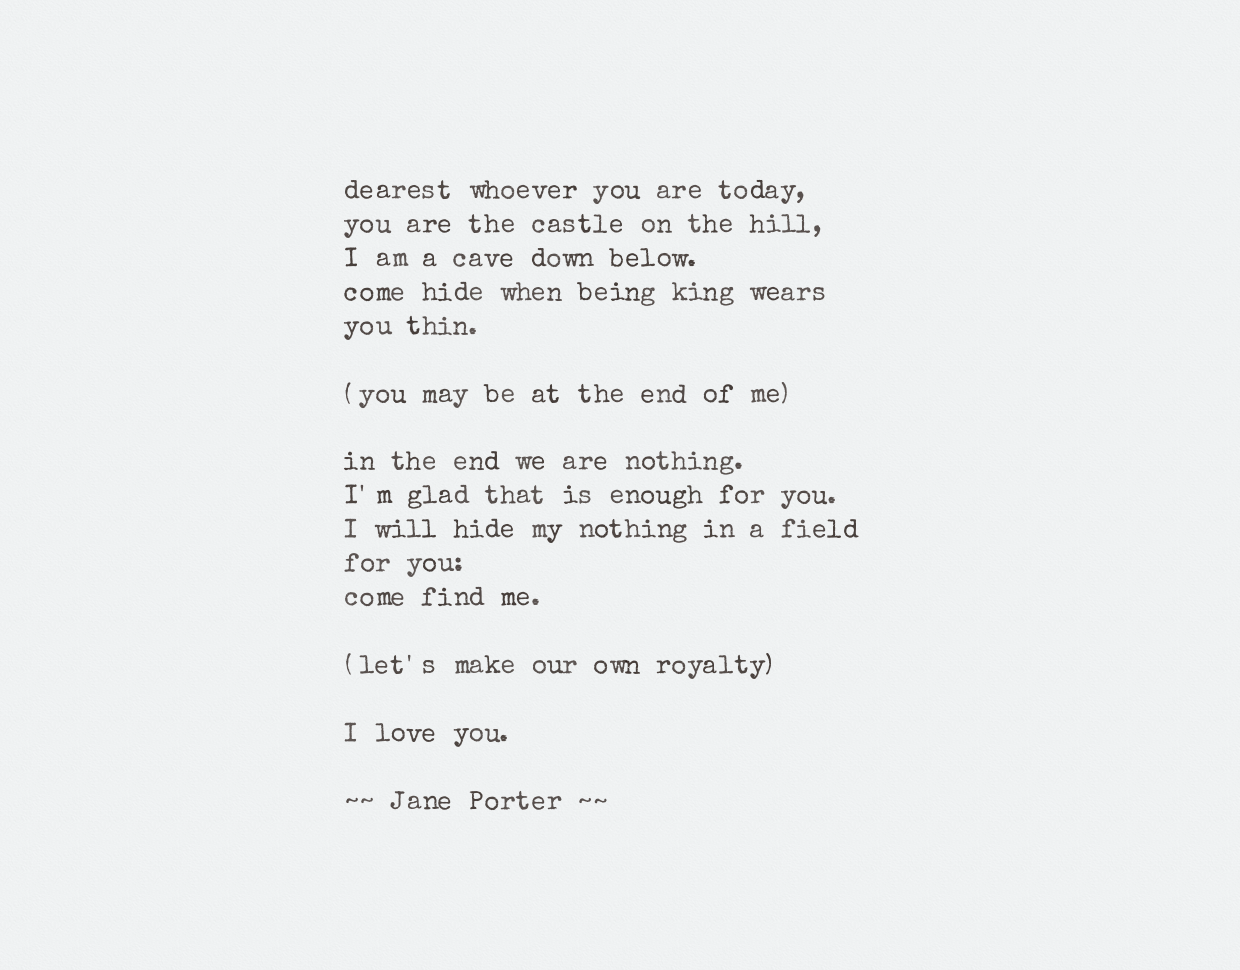 dearest whoever you are today,
you are the castle on the hill,
I am a cave down below.
come hide when being king wears
you thin.
(you may be at the end of me)
in the end we are nothing.
I'm glad that is enough for you.
I will hide my nothing in a field
for you:
come find me.
(let's make our own royalty)
I love you.
~~ Jane Porter ~~